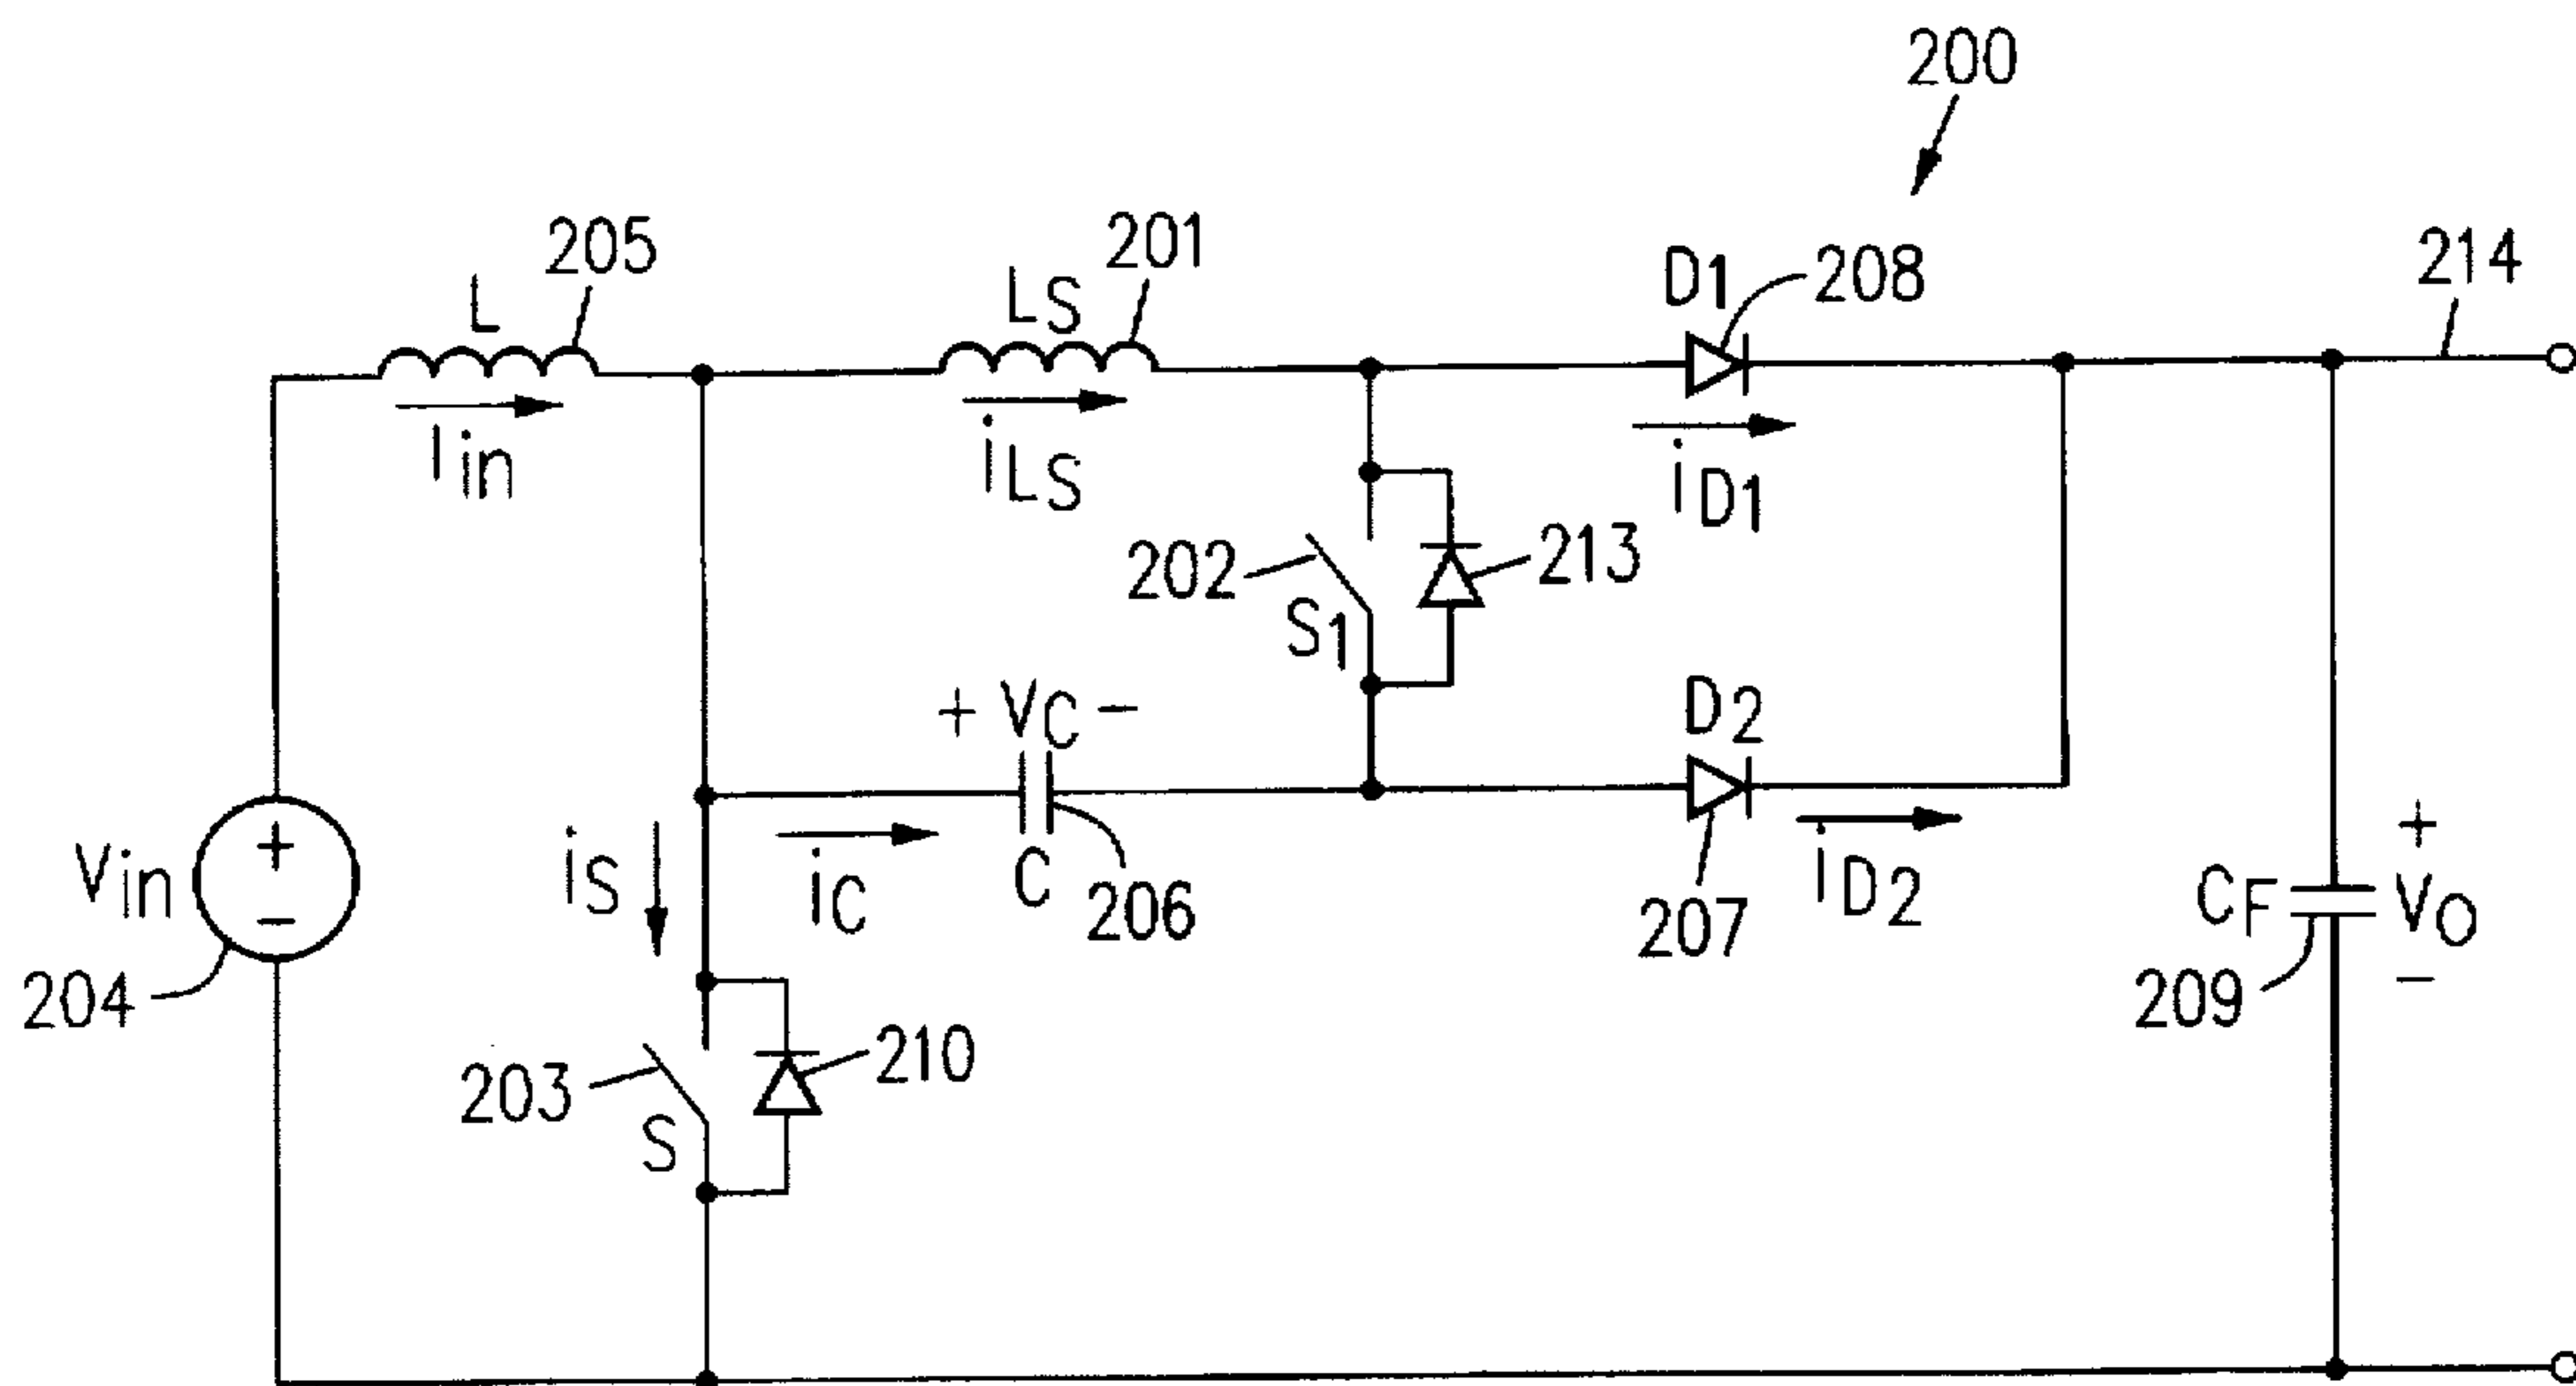 200
205
201
L
LS
D1
208
214
Iin
iLS
iD1
202
213
S1
+ VC -
D2
Vin
+
-
iS
iC
C
206
207
iD2
CF
+
VO
-
204
209
203
210
S